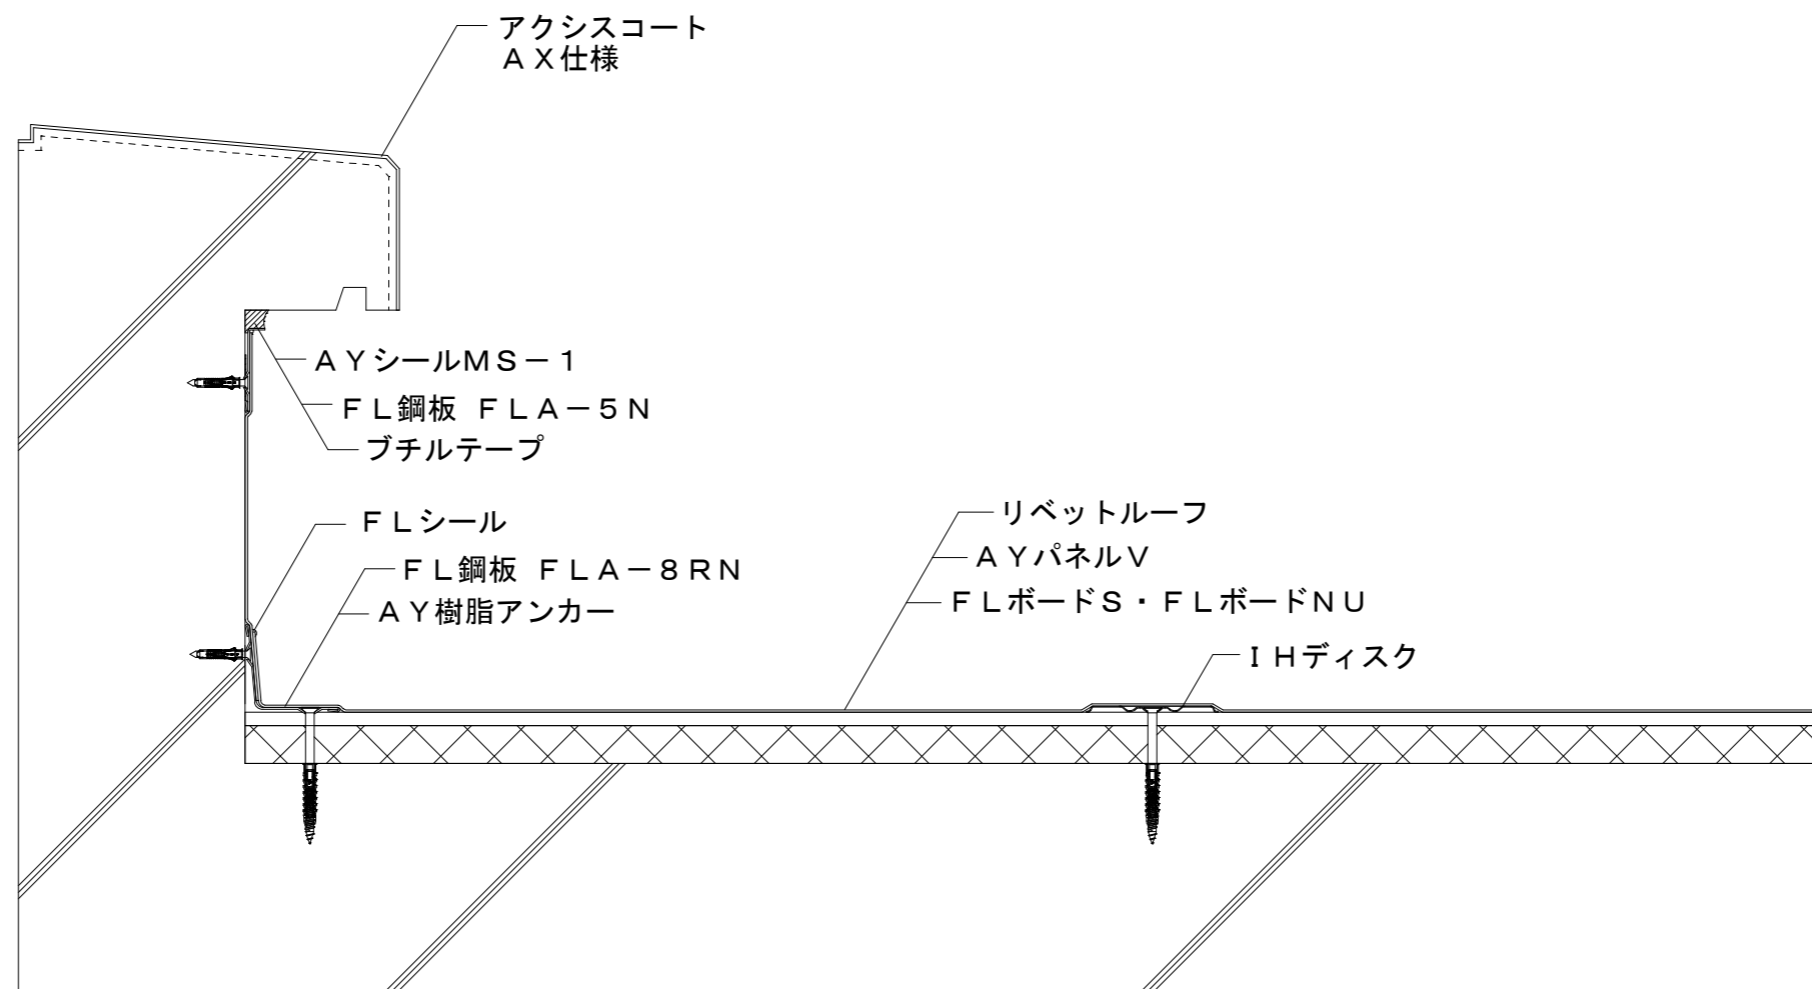 アクシスコート
ＡＸ仕様
ＡＹシールＭＳ－１
ＦＬ鋼板 ＦＬＡ－５Ｎ
ブチルテープ
ＦＬシール
ＦＬ鋼板 ＦＬＡ－８ＲＮ
ＡＹ樹脂アンカー
リベットルーフ
ＡＹパネルＶ
ＦＬボードＳ・ＦＬボードＮＵ
ＩＨディスク